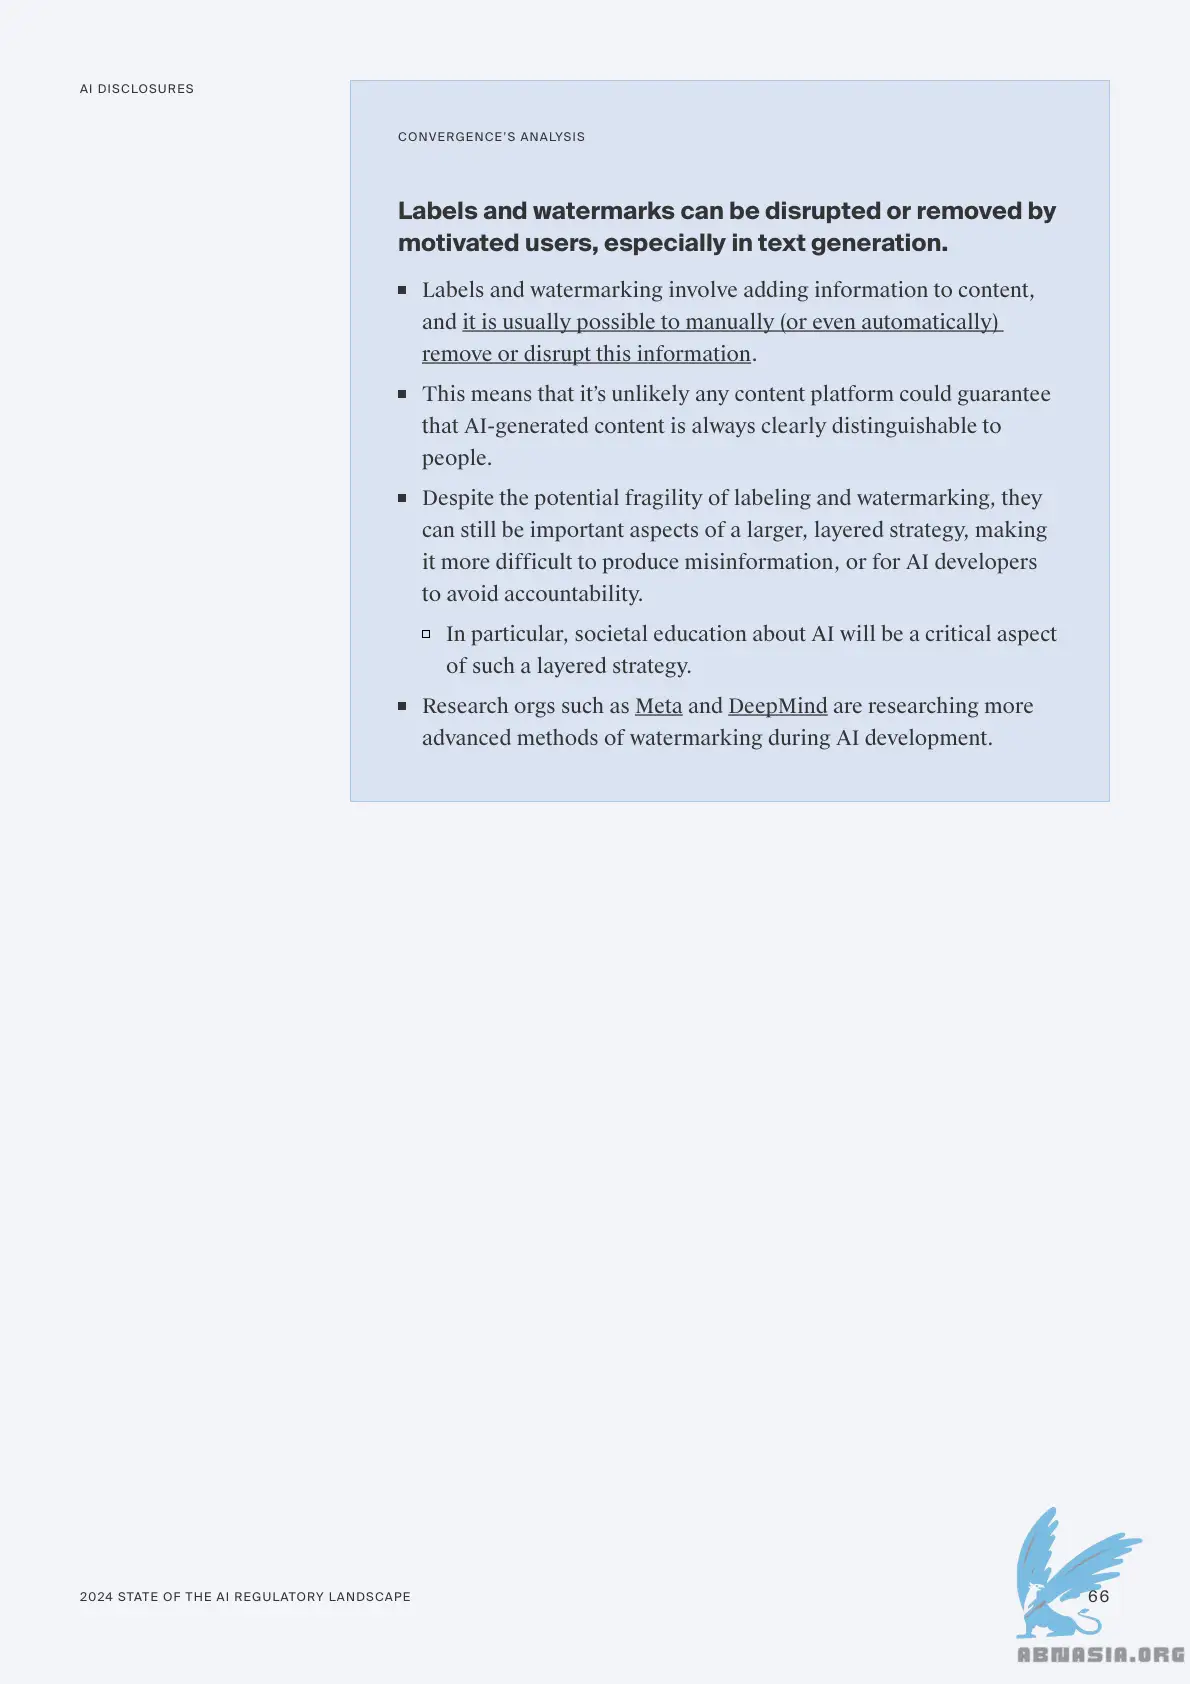 AI DISCLOSURES
CONVERGENCE'S ANALYSIS
Labels and watermarks can be disrupted or removed by
motivated users, especially in text generation.
Labels and watermarking involve adding information to content,
and it is usually possible to manually (or even automatically)
remove or disrupt this information.
This means that it’s unlikely any content platform could guarantee
that AI-generated content is always clearly distinguishable to
people.
Despite the potential fragility of labeling and watermarking, they
can still be important aspects of a larger, layered strategy, making
it more difficult to produce misinformation, or for AI developers
to avoid accountability.
In particular, societal education about AI will be a critical aspect
of such a layered strategy.
Research orgs such as Meta and DeepMind are researching more
advanced methods of watermarking during AI development.
2024 STATE OF THE AI REGULATORY LANDSCAPE
66
ABNASIA.ORG